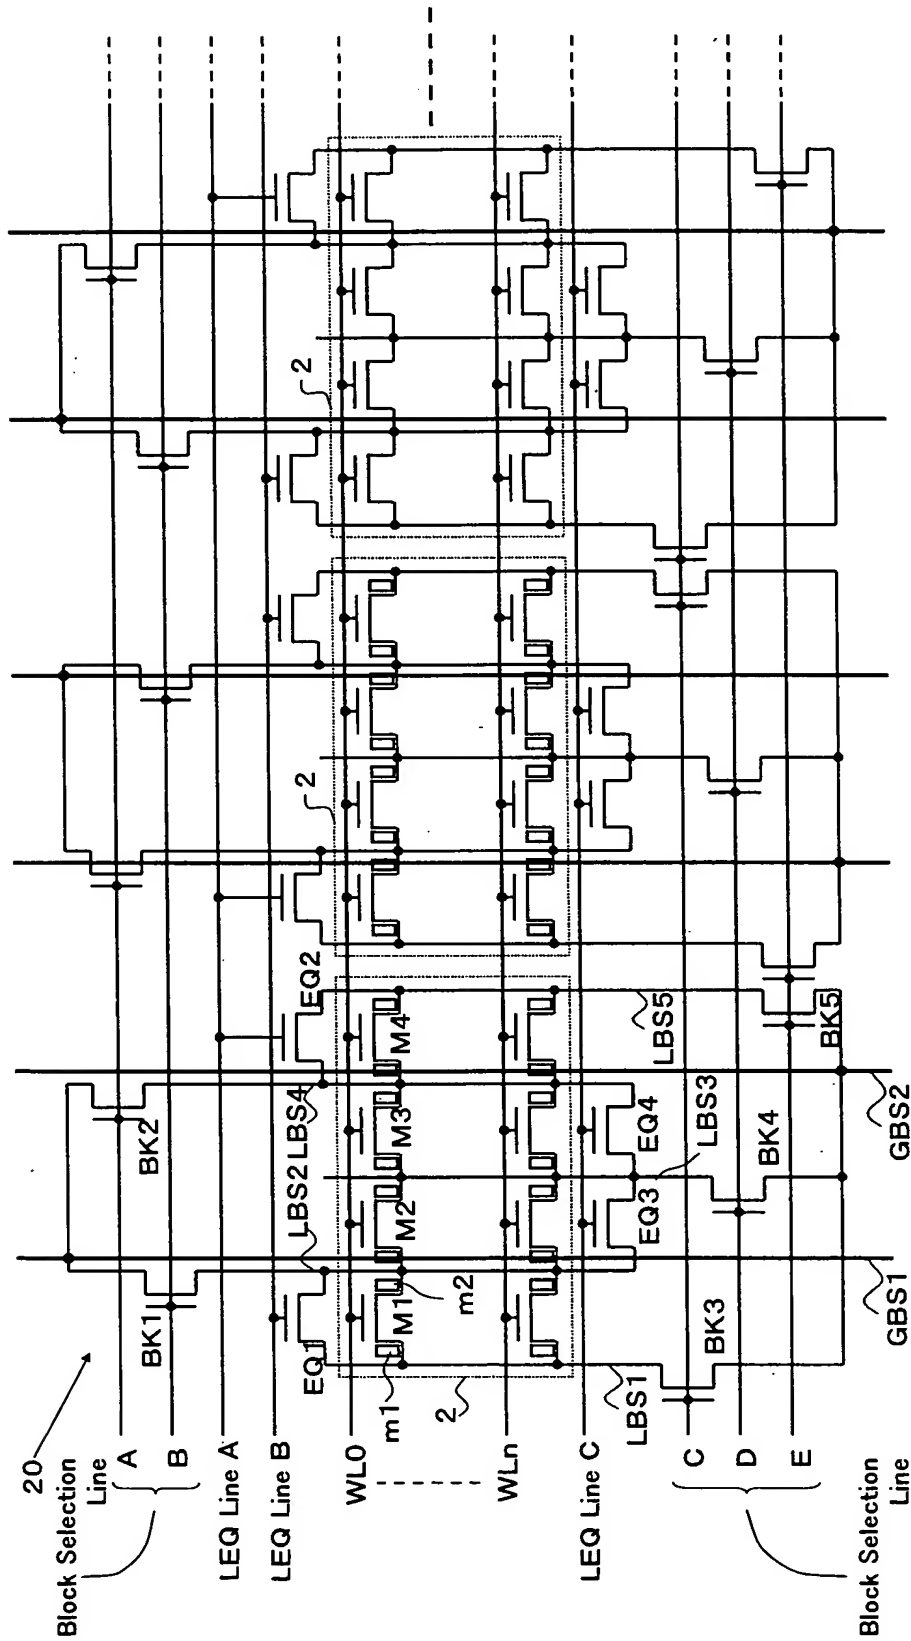 20
Block Selection
Line
A
B
LEQ Line A
LEQ Line B
WL0
WLn
LEQ Line C
C
D
E
Block Selection
Line
BK1
BK2
LBS2
LBS4
EQ1
EQ2
M1
M2
M3
M4
m1
m2
2
2
2
EQ3
EQ4
LBS1
LBS3
LBS5
BK3
BK4
BK5
GBS1
GBS2